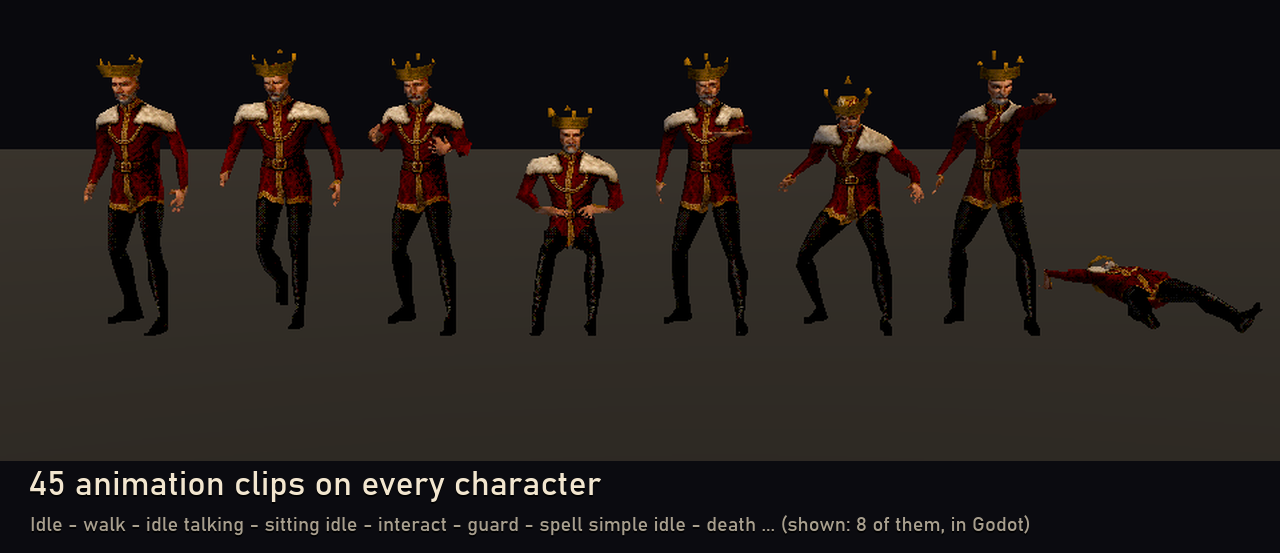 45 animation clips on every character
Idle - walk - idle talking - sitting idle - interact - guard - spell simple idle - death ... (shown: 8 of them, in Godot)